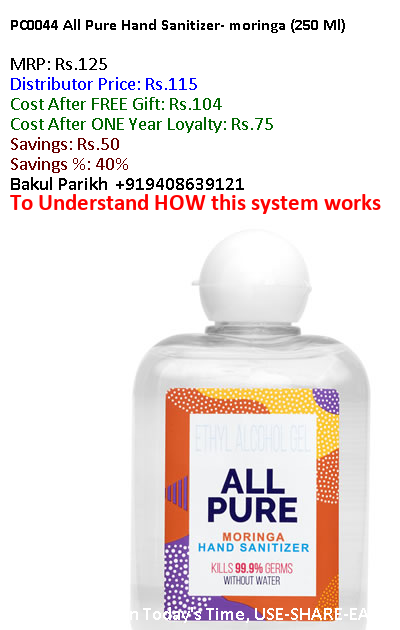 PC0044 All Pure Hand Sanitizer- moringa (250 Ml)
MRP: Rs.125
Distributor Price: Rs.115
Cost After FREE Gift: Rs.104
Cost After ONE Year Loyalty: Rs.75
Savings: Rs.50
Savings %: 40%
Bakul Parikh +919408639121
To Understand HOW this system works
ETHYL ALCOHOL GEL
ALL
PURE
MORINGA
HAND SANITIZER
KILLS 99.9% GERMS
WITHOUT WATER
n Today's Time, USE-SHARE-EA